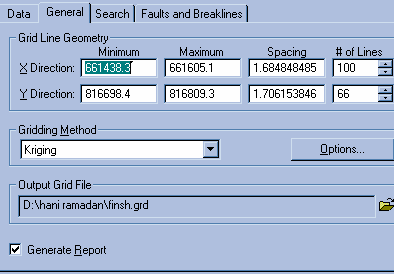 Data General Search Faults and Breaklines
Grid Line Geometry
Minimum Maximum Spacing # of Lines
X Direction: 661438.3 661605.1 1.684848485 100
Y Direction: 816698.4 816809.3 1.706153846 66
Gridding Method
Kriging Options...
Output Grid File
D:\hani ramadan\finsh.grd
Generate Report